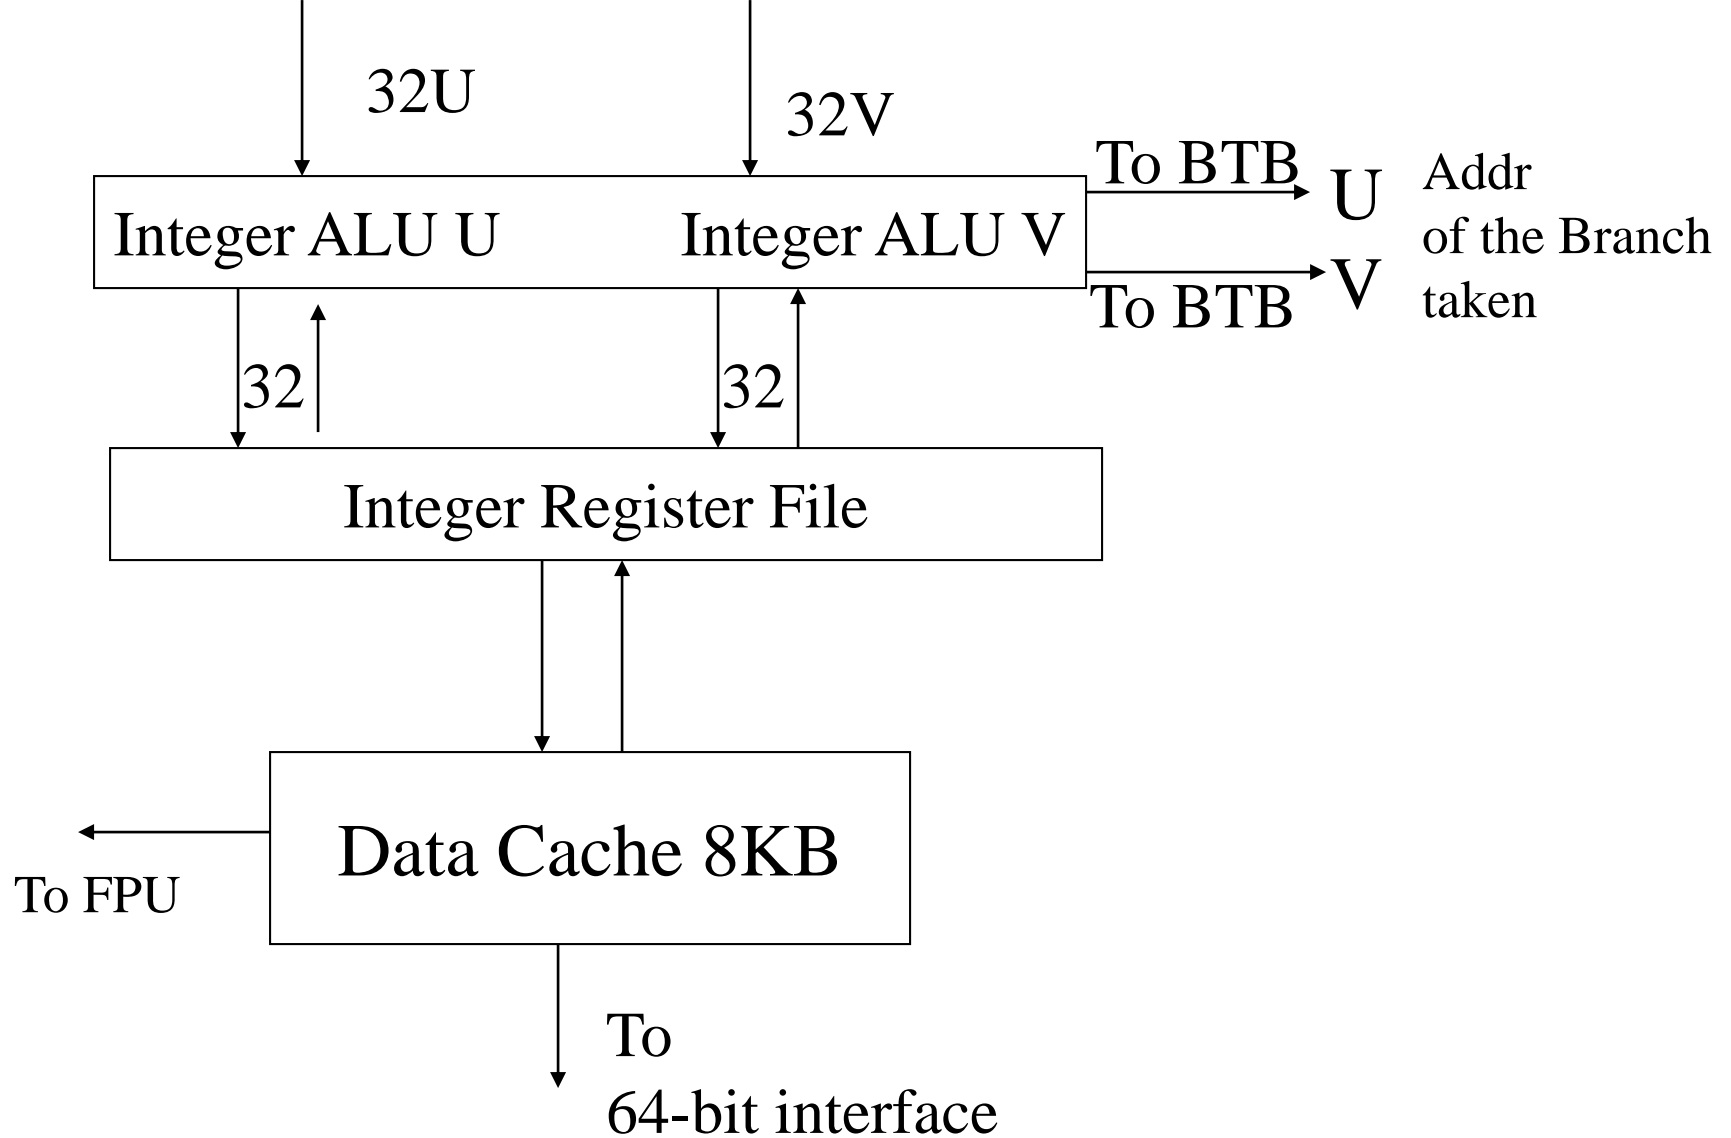 32U
32V
To BTB
U
Addr
of the Branch
taken
Integer ALU U
Integer ALU V
V
To BTB
32
32
Integer Register File
Data Cache 8KB
To FPU
To
64-bit interface